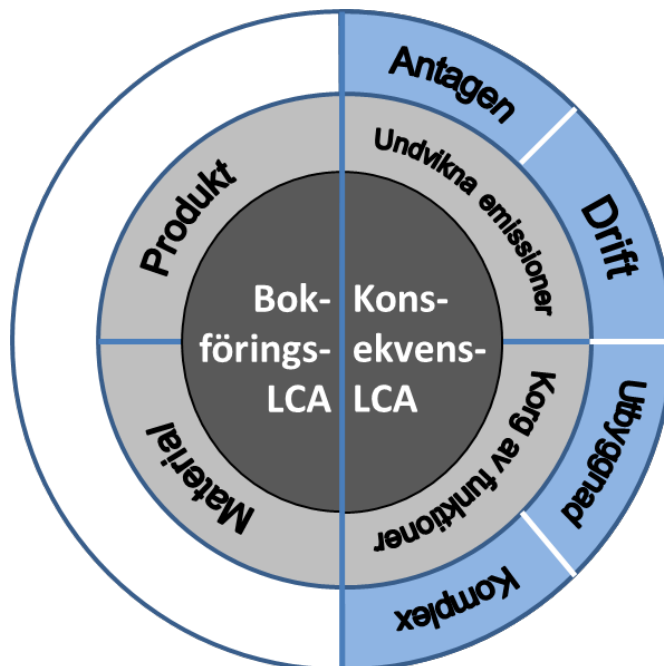 Antagen
Undvikna emissioner
Drift
Produkt
Bok-
förings-
LCA
Kons-
ekvens-
LCA
Material
Korg av funktioner
Utbyggnad
Komplex